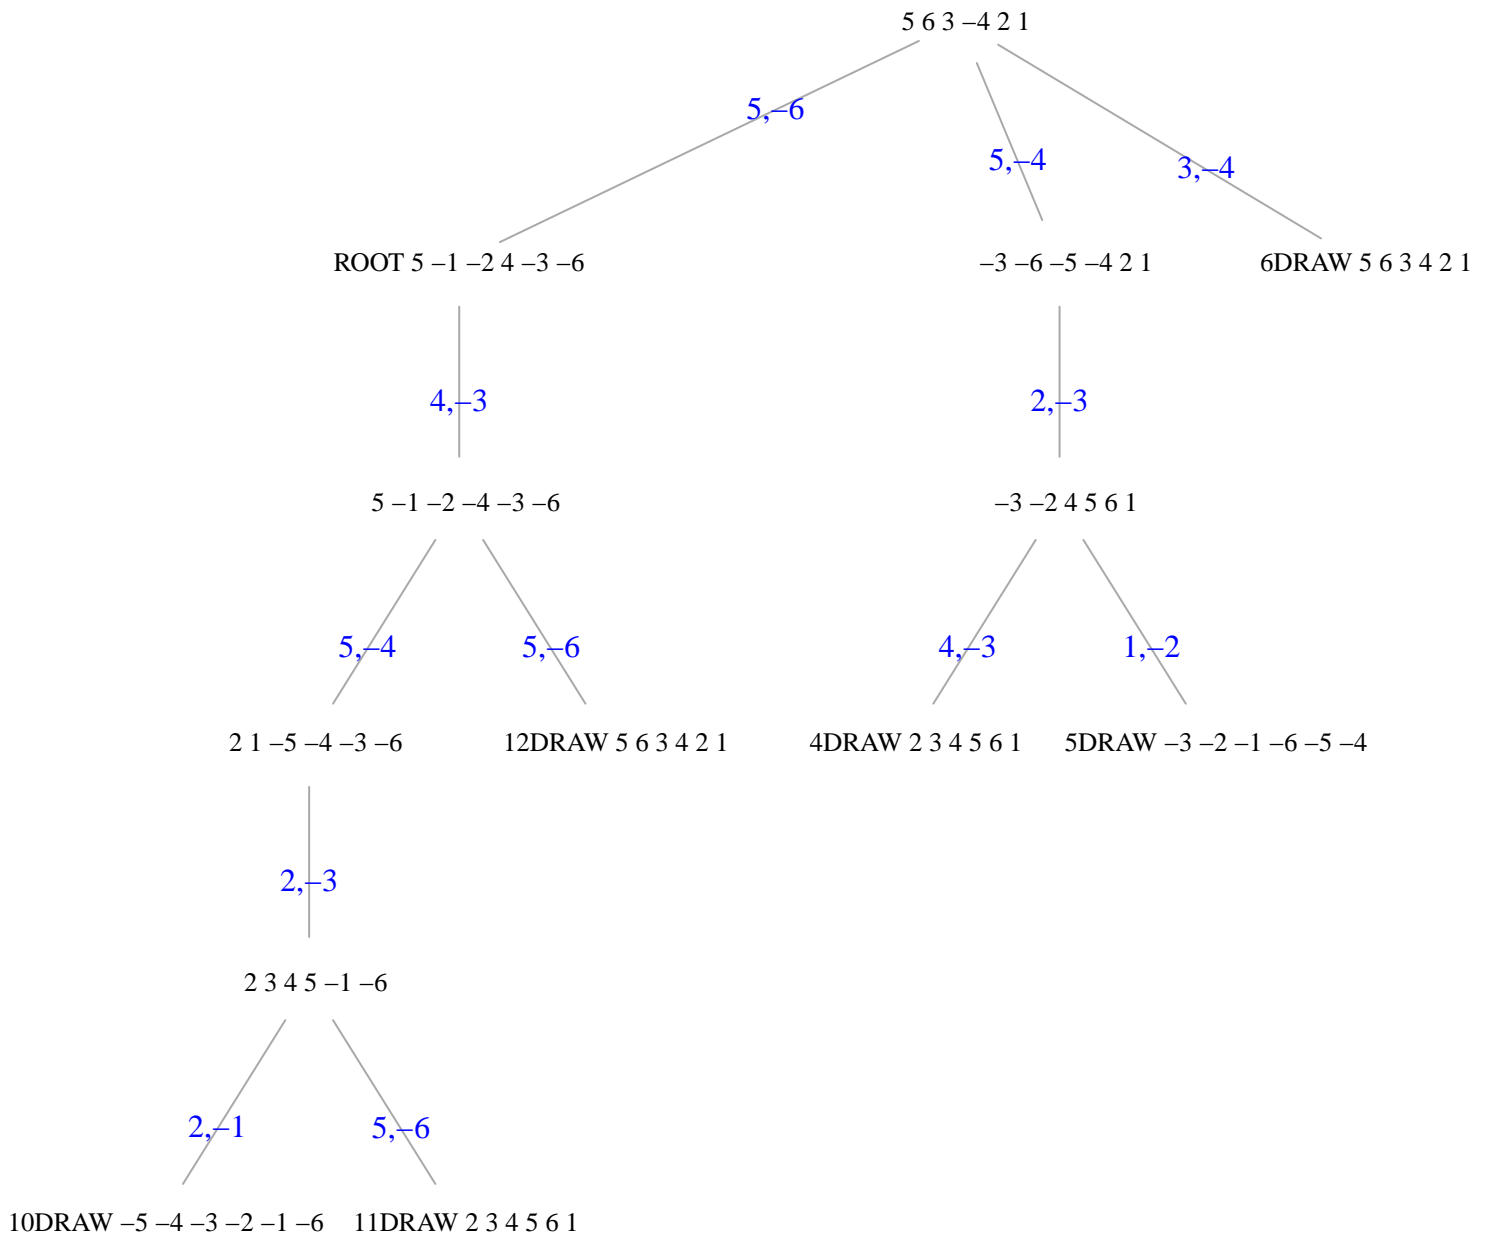 5 6 3 –4 2 1
5,–6
5,–4
3,–4
ROOT 5 –1 –2 4 –3 –6
–3 –6 –5 –4 2 1
6DRAW 5 6 3 4 2 1
4,–3
2,–3
5 –1 –2 –4 –3 –6
–3 –2 4 5 6 1
5,–4
5,–6
4,–3
1,–2
2 1 –5 –4 –3 –6
12DRAW 5 6 3 4 2 1
4DRAW 2 3 4 5 6 1
5DRAW –3 –2 –1 –6 –5 –4
2,–3
2 3 4 5 –1 –6
2,–1
5,–6
10DRAW –5 –4 –3 –2 –1 –6
11DRAW 2 3 4 5 6 1